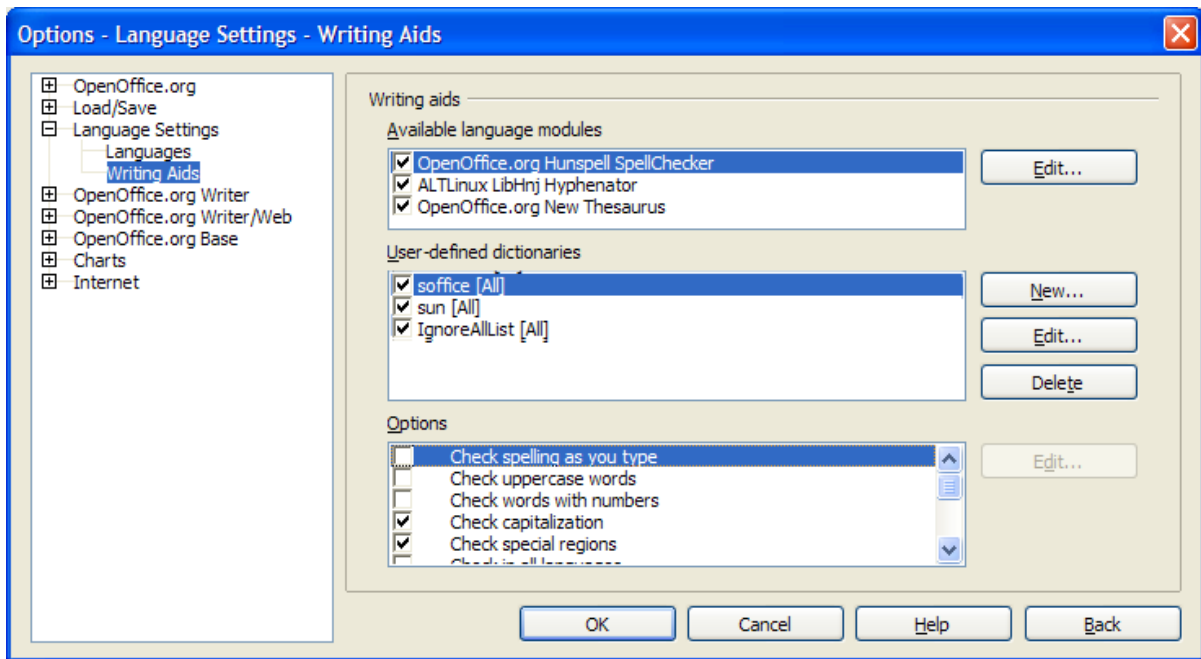 Options - Language Settings - Writing Aids
OpenOffice.org
Load/Save
Language Settings
Languages
Writing Aids
OpenOffice.org Writer
OpenOffice.org Writer/Web
OpenOffice.org Base
Charts
Internet
Writing aids
Available language modules
OpenOffice.org Hunspell SpellChecker
ALTLinux LibHnj Hyphenator
OpenOffice.org New Thesaurus
Edit...
User-defined dictionaries
soffice [All]
sun [All]
IgnoreAllList [All]
New...
Edit...
Delete
Options
Check spelling as you type
Check uppercase words
Check words with numbers
Check capitalization
Check special regions
Check in all languages
Edit...
OK
Cancel
Help
Back